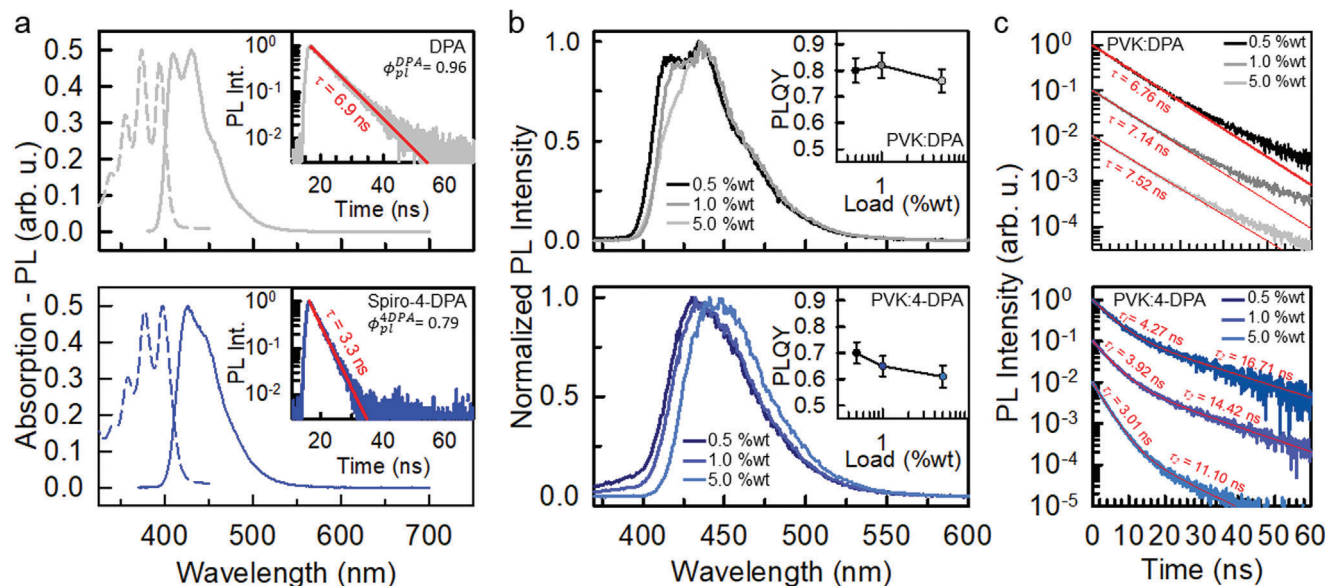 a
Absorption - PL (arb. u.)
0.5
0.4
0.3
0.2
0.1
0.0
PL Int.
10⁰
10⁻¹
10⁻²
DPA
ϕ_pl^DPA = 0.96
τ = 6.9 ns
20 40 60
Time (ns)
0.5
0.4
0.3
0.2
0.1
0.0
PL Int.
10⁰
10⁻¹
10⁻²
Spiro-4-DPA
ϕ_pl^4DPA = 0.79
τ = 3.3 ns
20 40 60
Time (ns)
400 500 600 700
Wavelength (nm)
b
Normalized PL Intensity
1.0
0.5
0.0
PLQY
0.9
0.8
0.7
0.6
0.5
PVK:DPA
1
Load (%wt)
0.5 %wt
1.0 %wt
5.0 %wt
1.0
0.5
0.0
PLQY
0.9
0.8
0.7
0.6
0.5
PVK:4-DPA
1
Load (%wt)
0.5 %wt
1.0 %wt
5.0 %wt
400 450 500 550 600
Wavelength (nm)
c
PL Intensity (arb. u.)
10⁰
10⁻¹
10⁻²
10⁻³
10⁻⁴
PVK:DPA
0.5 %wt
1.0 %wt
5.0 %wt
τ = 6.76 ns
τ = 7.14 ns
τ = 7.52 ns
0 10 20 30 40 50 60
10⁰
10⁻¹
10⁻²
10⁻³
10⁻⁴
10⁻⁵
PVK:4-DPA
0.5 %wt
1.0 %wt
5.0 %wt
= 4.27 ns
τ₂ = 16.71 ns
= 3.92 ns
τ₂ = 14.42 ns
= 3.01 ns
τ₂ = 11.10 ns
0 10 20 30 40 50 60
Time (ns)